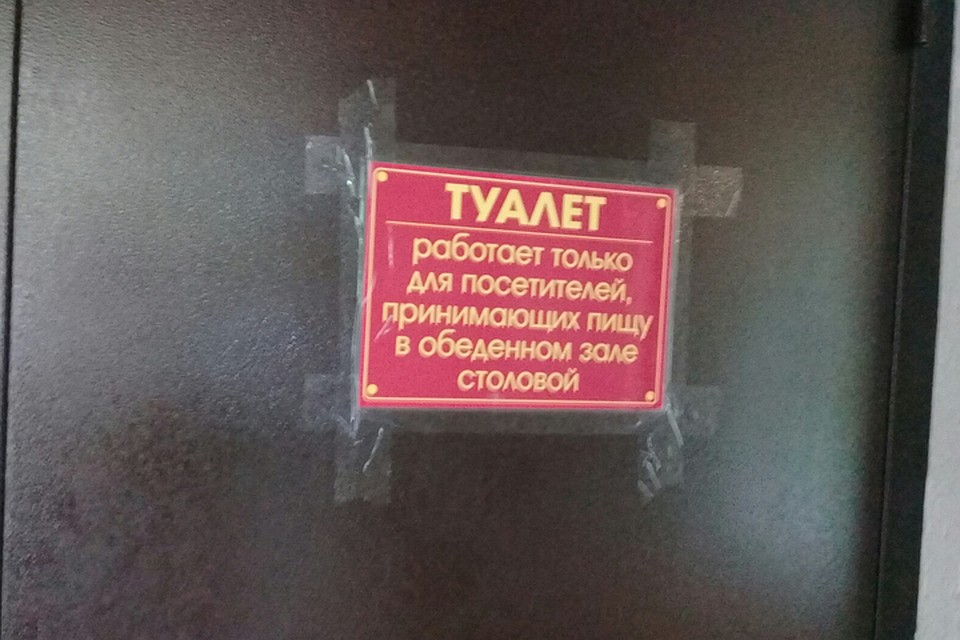 ТУАЛЕТ
работает только
для посетителей,
принимающих пищу
в обеденном зале
столовой